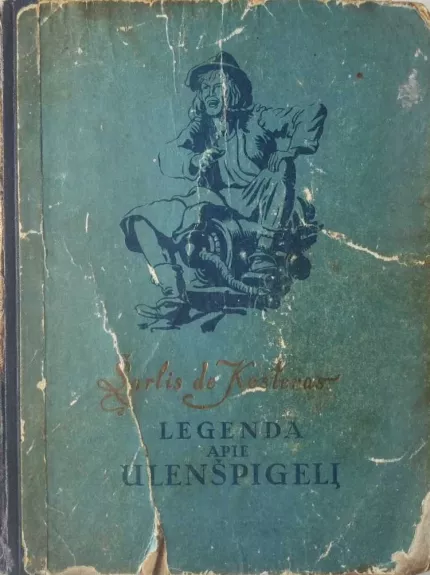 Šarlis de Kosteras
LEGENDA
APIE
ULENŠPIGELĮ